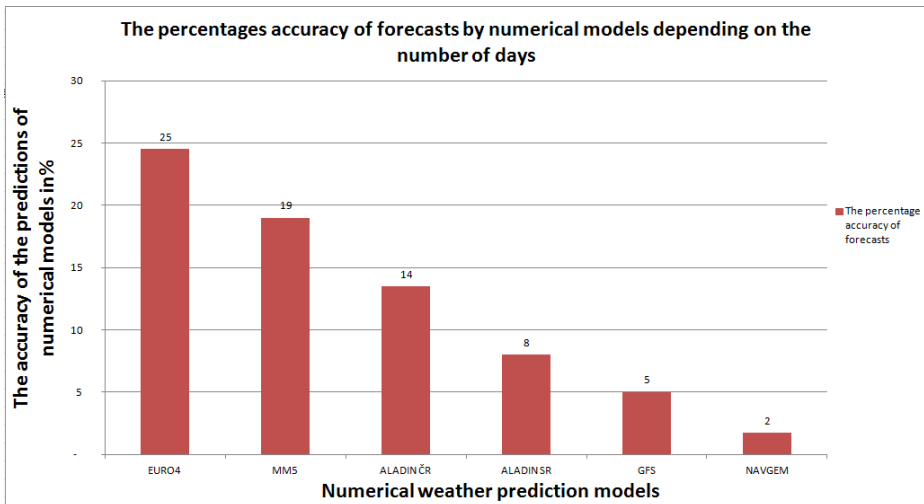 The percentages accuracy of forecasts by numerical models depending on the
number of days
The accuracy of the predictions of
numerical models in%
30
25
20
15
10
5
-
25
19
14
8
5
2
EURO4
MM5
ALADIN ČR
ALADIN SR
GFS
NAVGEM
Numerical weather prediction models
The percentage
accuracy of
forecasts